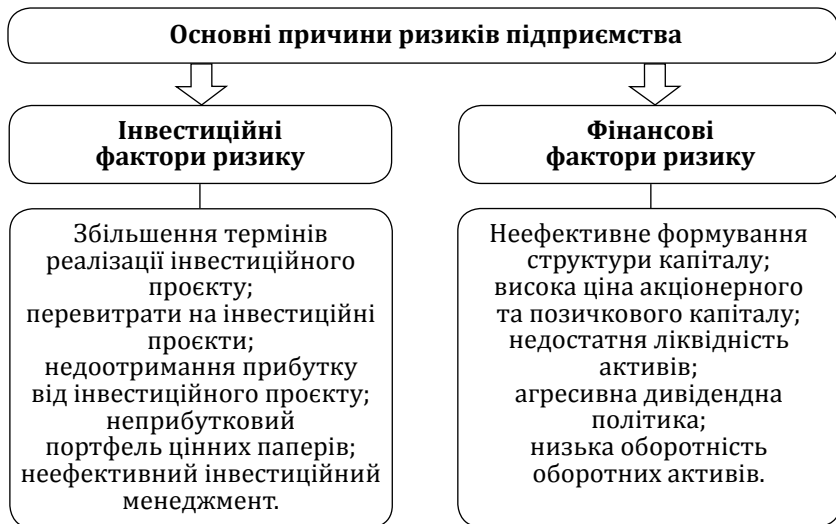 Основні причини ризиків підприємства
Інвестиційні
фактори ризику
Фінансові
фактори ризику
Збільшення термінів
реалізації інвестиційного
проєкту;
перевитрати на інвестиційні
проєкти;
недоотримання прибутку
від інвестиційного проєкту;
неприбутковий
портфель цінних паперів;
неефективний інвестиційний
менеджмент.
Неефективне формування
структури капіталу;
висока ціна акціонерного
та позичкового капіталу;
недостатня ліквідність
активів;
агресивна дивідендна
політика;
низька оборотність
оборотних активів.